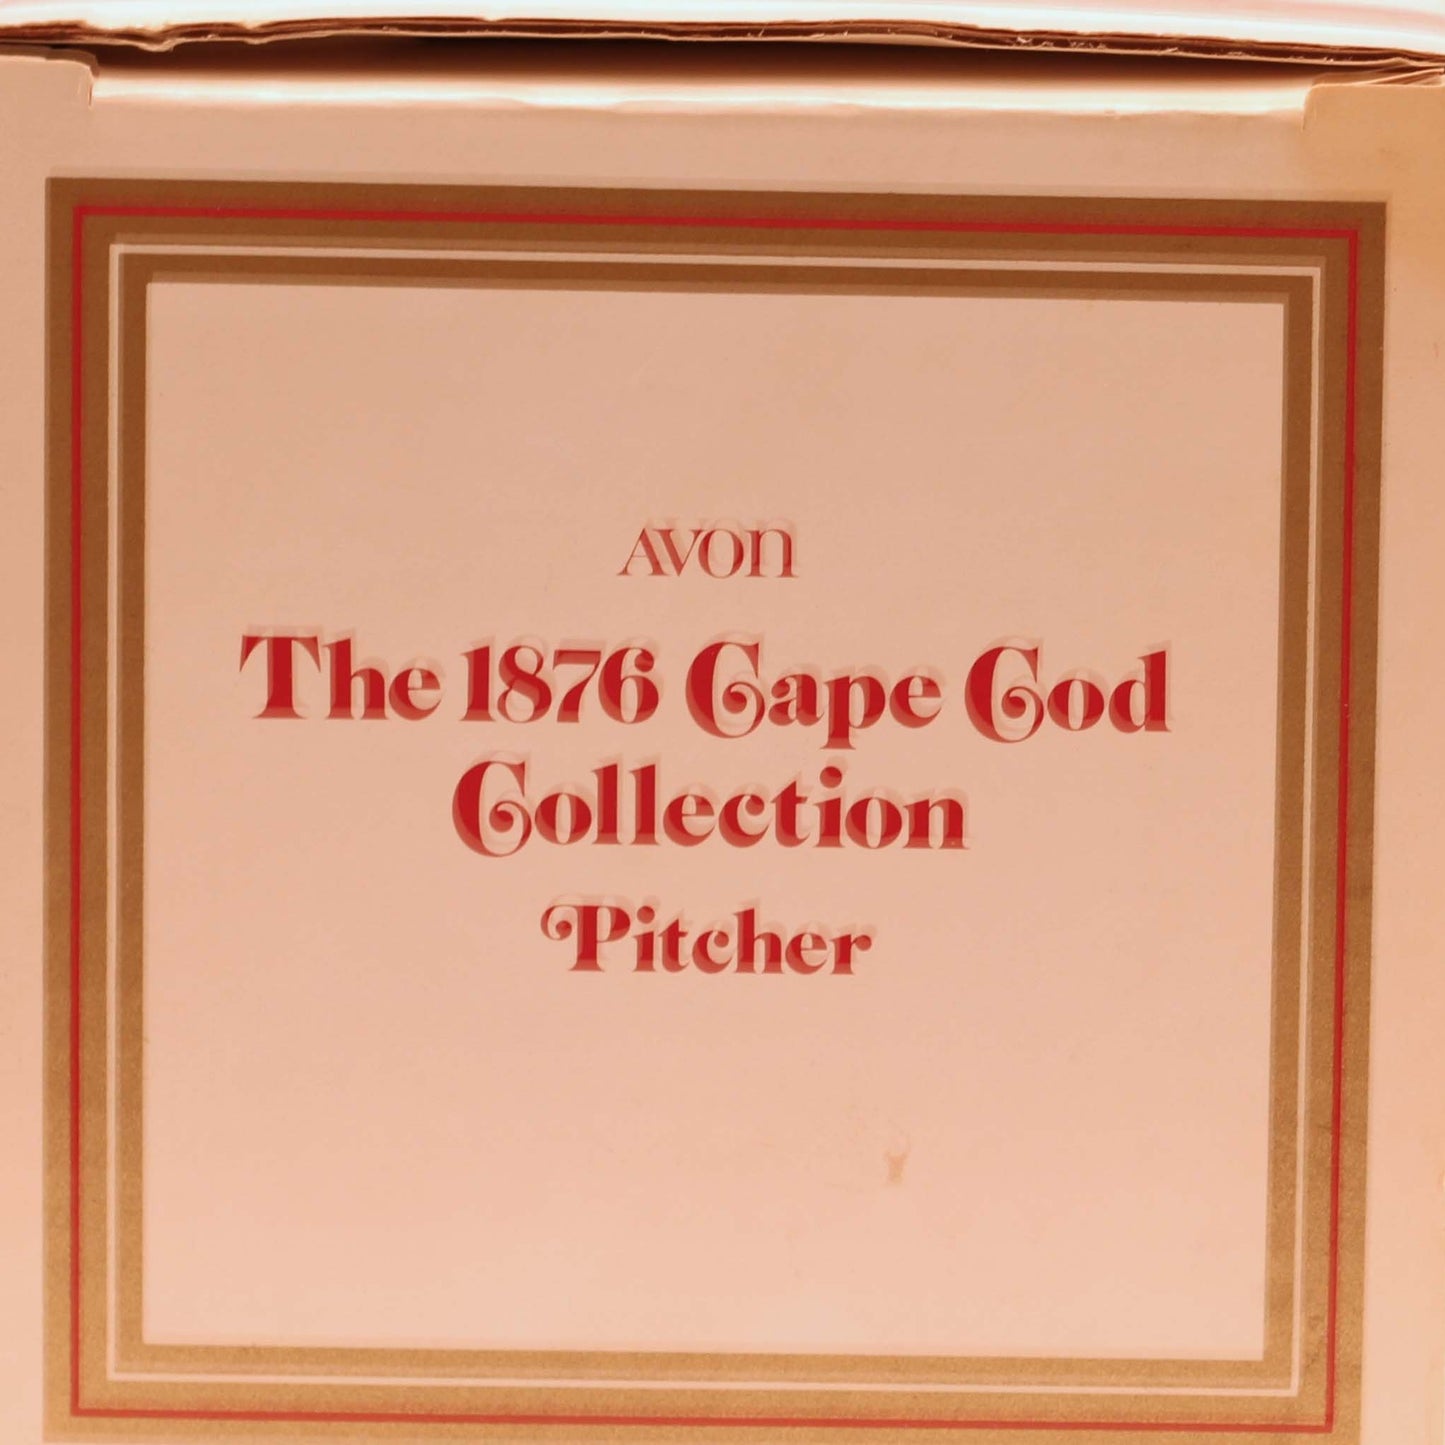 AVON
The 1876 Cape Cod
Collection
Pitcher